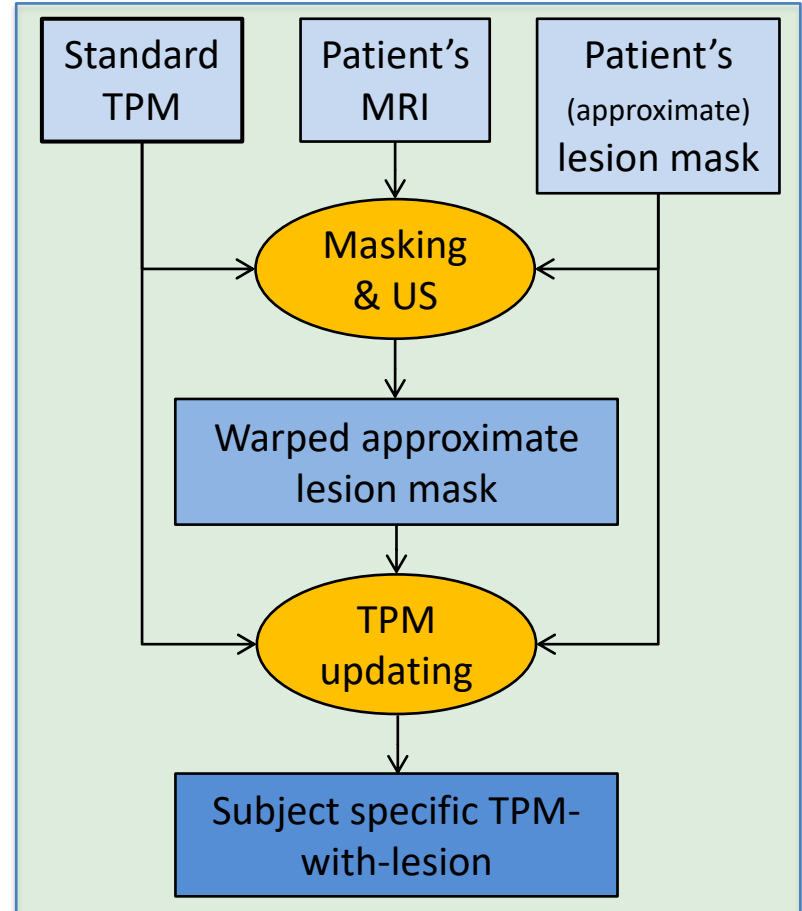 Standard
TPM
Patient’s
MRI
Patient’s
(approximate)
lesion mask
Masking
& US
Warped approximate
lesion mask
TPM
updating
Subject specific TPM-
with-lesion